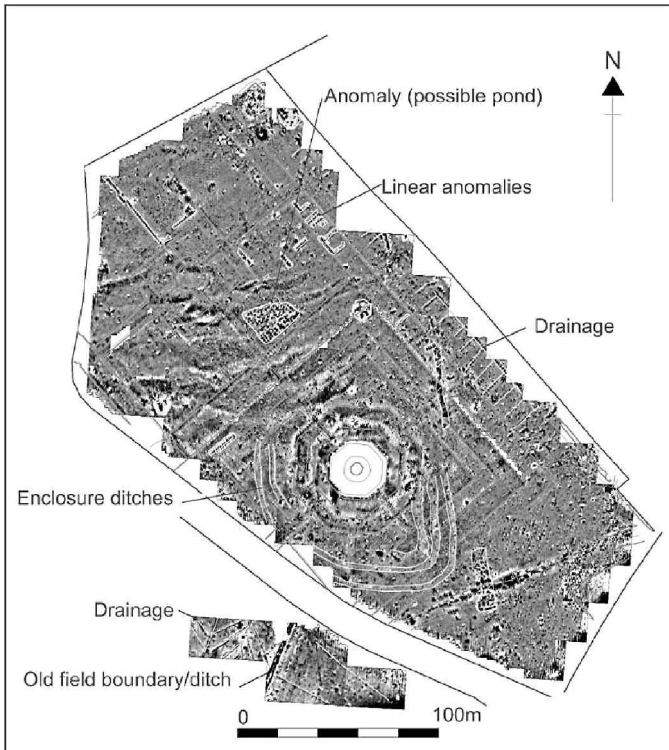 N
Anomaly (possible pond)
Linear anomalies
Drainage
Enclosure ditches
Drainage
Old field boundary/ditch
0 100m